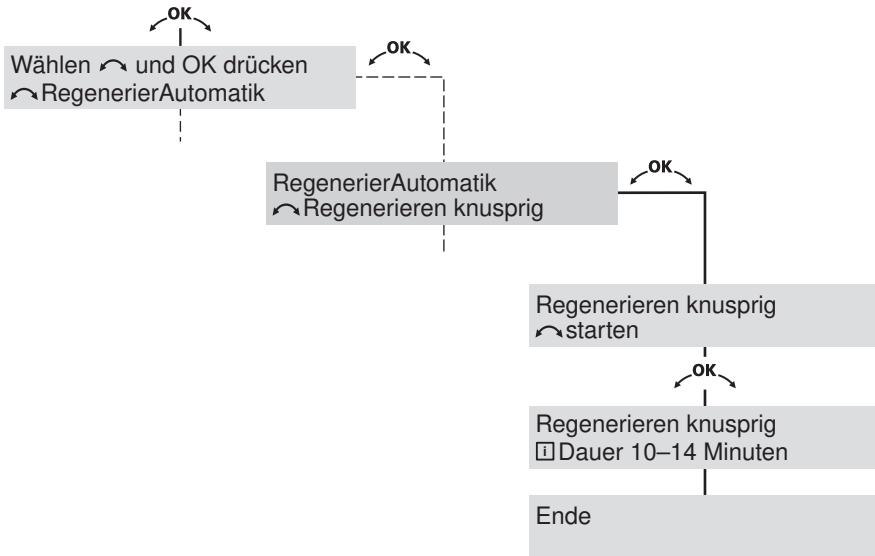 OK
Wählen und OK drücken
RegenerierAutomatik
OK
RegenerierAutomatik
Regenerieren knusprig
OK
Regenerieren knusprig
starten
OK
Regenerieren knusprig
i Dauer 10–14 Minuten
Ende